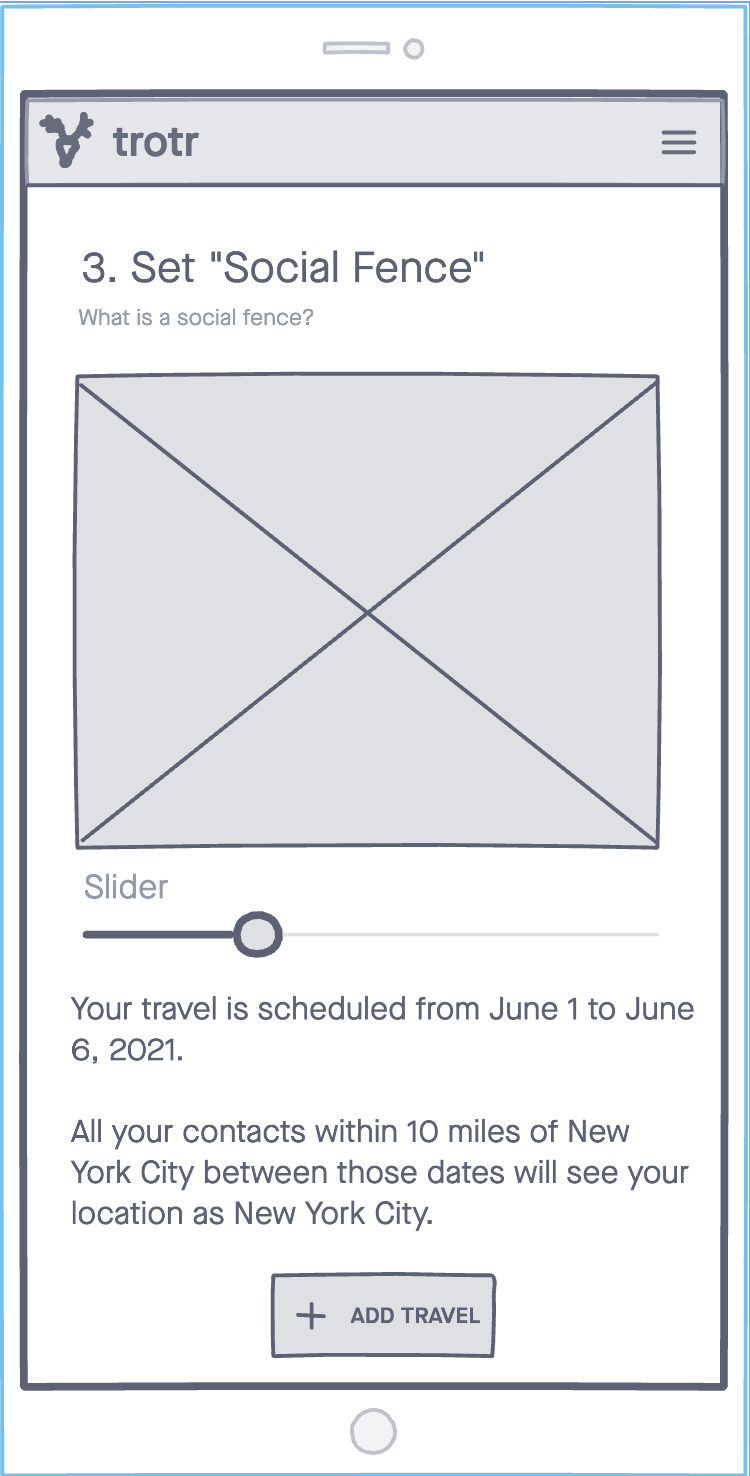 trotr
3. Set "Social Fence"
What is a social fence?
Slider
Your travel is scheduled from June 1 to June
6, 2021.
All your contacts within 10 miles of New
York City between those dates will see your
location as New York City.
ADD TRAVEL